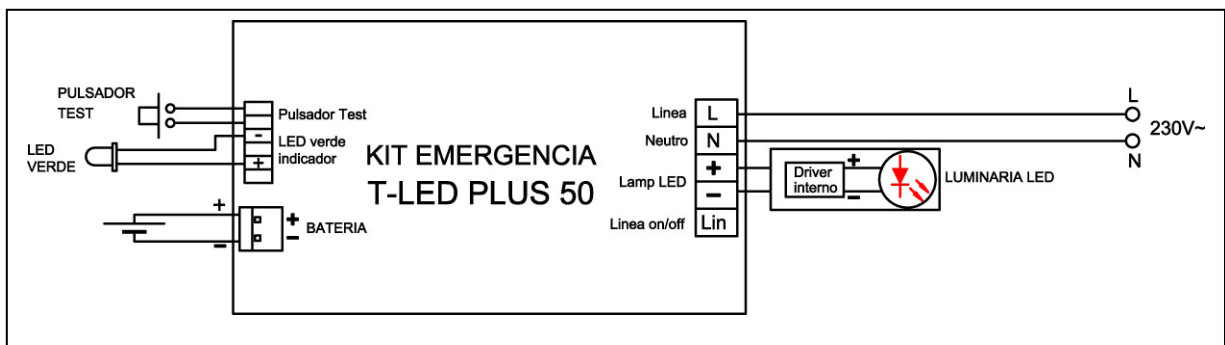 PULSADOR
TEST
Pulsador Test
-
LED verde
indicador
+
LED
VERDE
+
-
+
-
BATERIA
KIT EMERGENCIA
T-LED PLUS 50
Linea
L
Neutro
N
Lamp LED
+
-
Linea on/off
Lin
Driver
interno
+
-
LUMINARIA LED
L
230V~
N